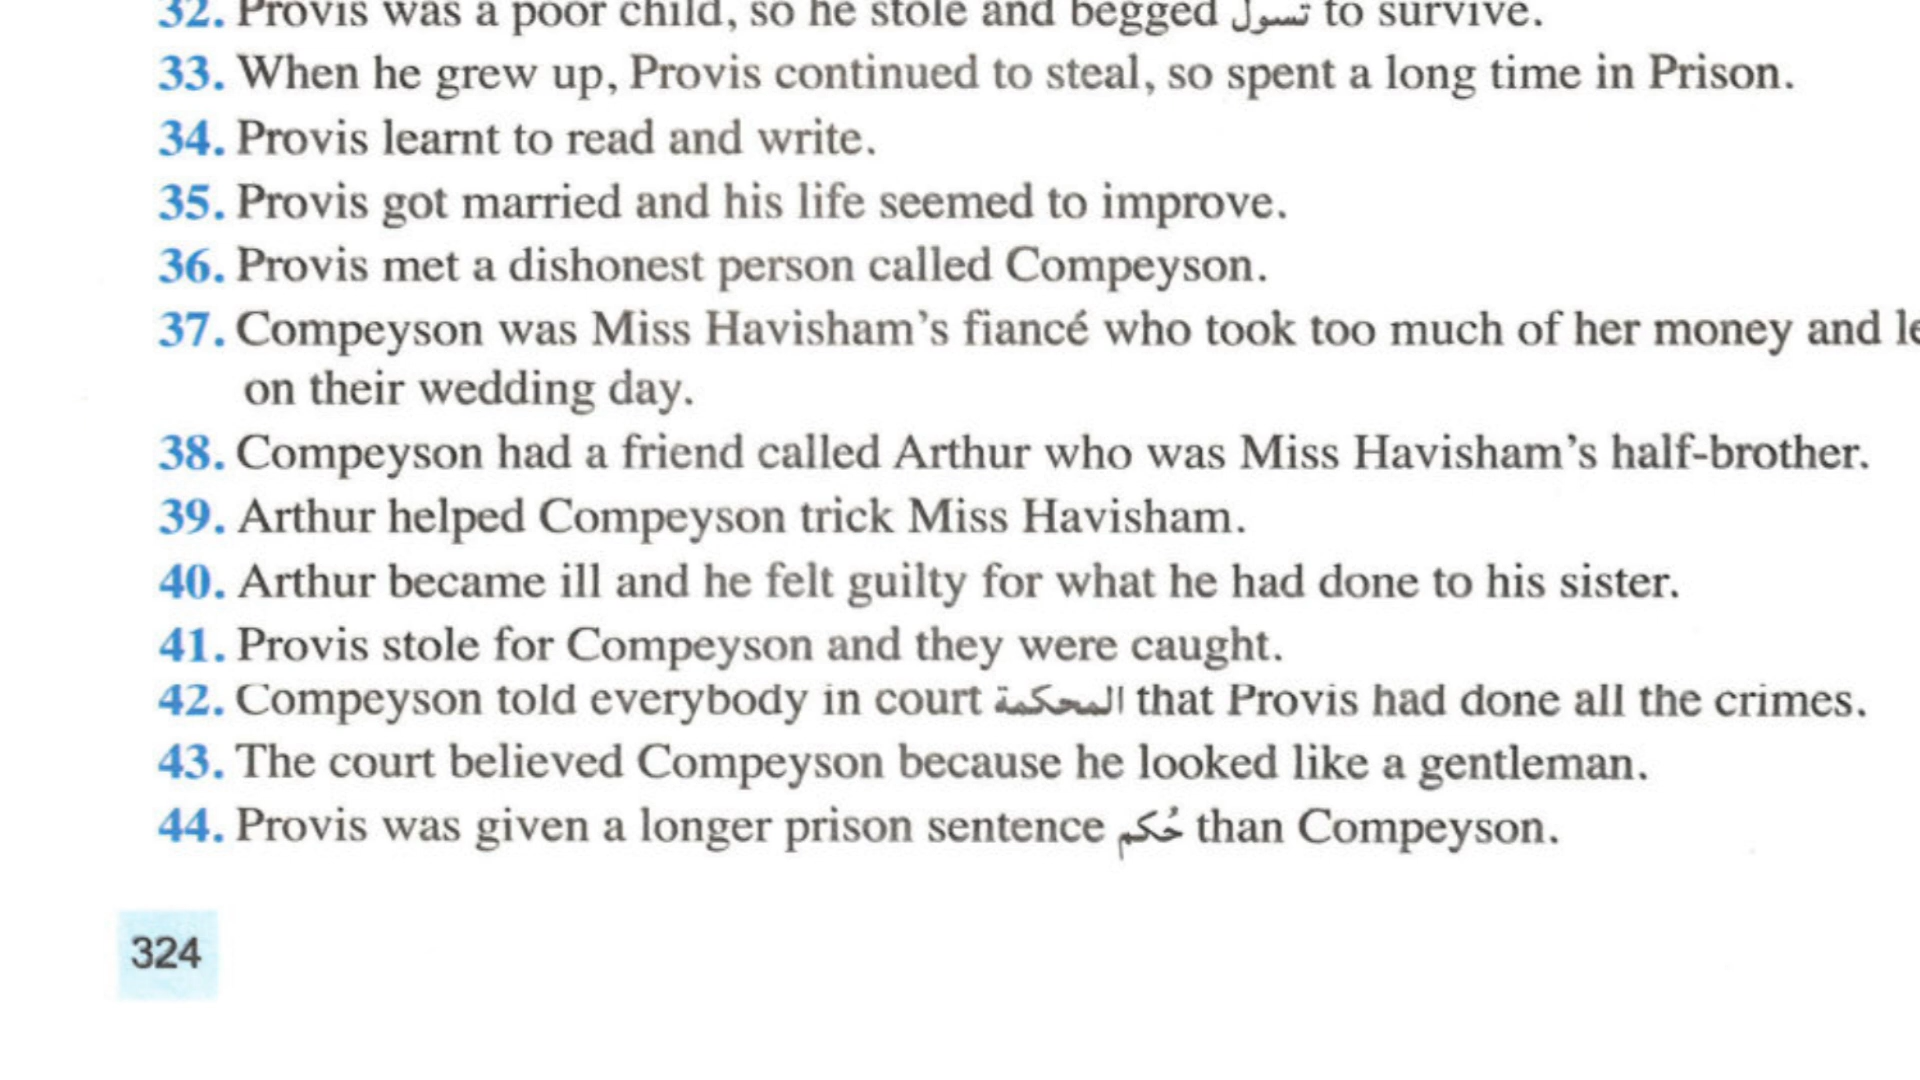 32. Provis was a poor child, so he stole and begged تسول to survive.
33. When he grew up, Provis continued to steal, so spent a long time in Prison.
34. Provis learnt to read and write.
35. Provis got married and his life seemed to improve.
36. Provis met a dishonest person called Compeyson.
37. Compeyson was Miss Havisham's fiancé who took too much of her money and
on their wedding day.
38. Compeyson had a friend called Arthur who was Miss Havisham's half-brother.
39. Arthur helped Compeyson trick Miss Havisham.
40. Arthur became ill and he felt guilty for what he had done to his sister.
41. Provis stole for Compeyson and they were caught.
42. Compeyson told everybody in court المحكمة that Provis had done all the crimes.
43. The court believed Compeyson because he looked like a gentleman.
44. Provis was given a longer prison sentence حُكم than Compeyson.
324